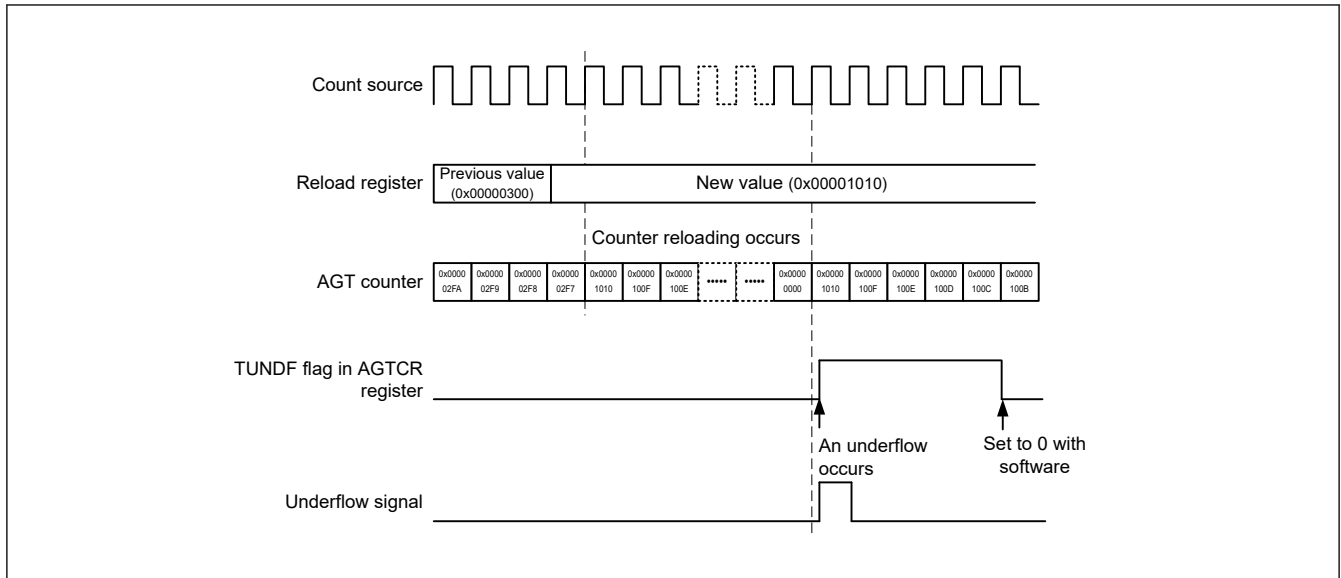 Count source
Reload register
Previous value
(0x00000300)
New value (0x00001010)
Counter reloading occurs
AGT counter
0x0000 0x0000 0x0000 0x0000 0x0000 0x0000 0x0000 ····· ····· 0x0000 0x0000 0x0000 0x0000 0x0000 0x0000 0x0000
02FA 02F9 02F8 02F7 1010 100F 100E 0000 1010 100F 100E 100D 100C 100B
TUNDF flag in AGTCR
register
An underflow
occurs
Set to 0 with
software
Underflow signal